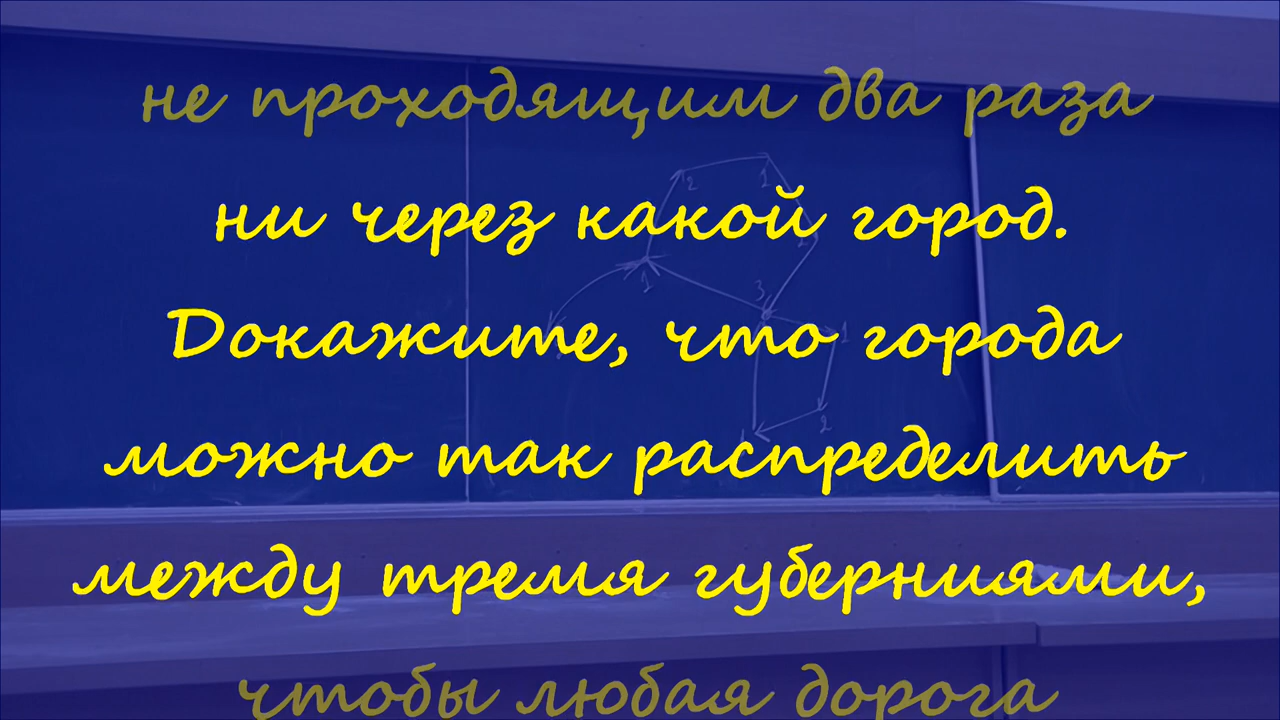 не проходящим два раза
ни через какой город.
Докажите, что города
можно так распределить
между тремя губерниями,
чтобы любая дорога